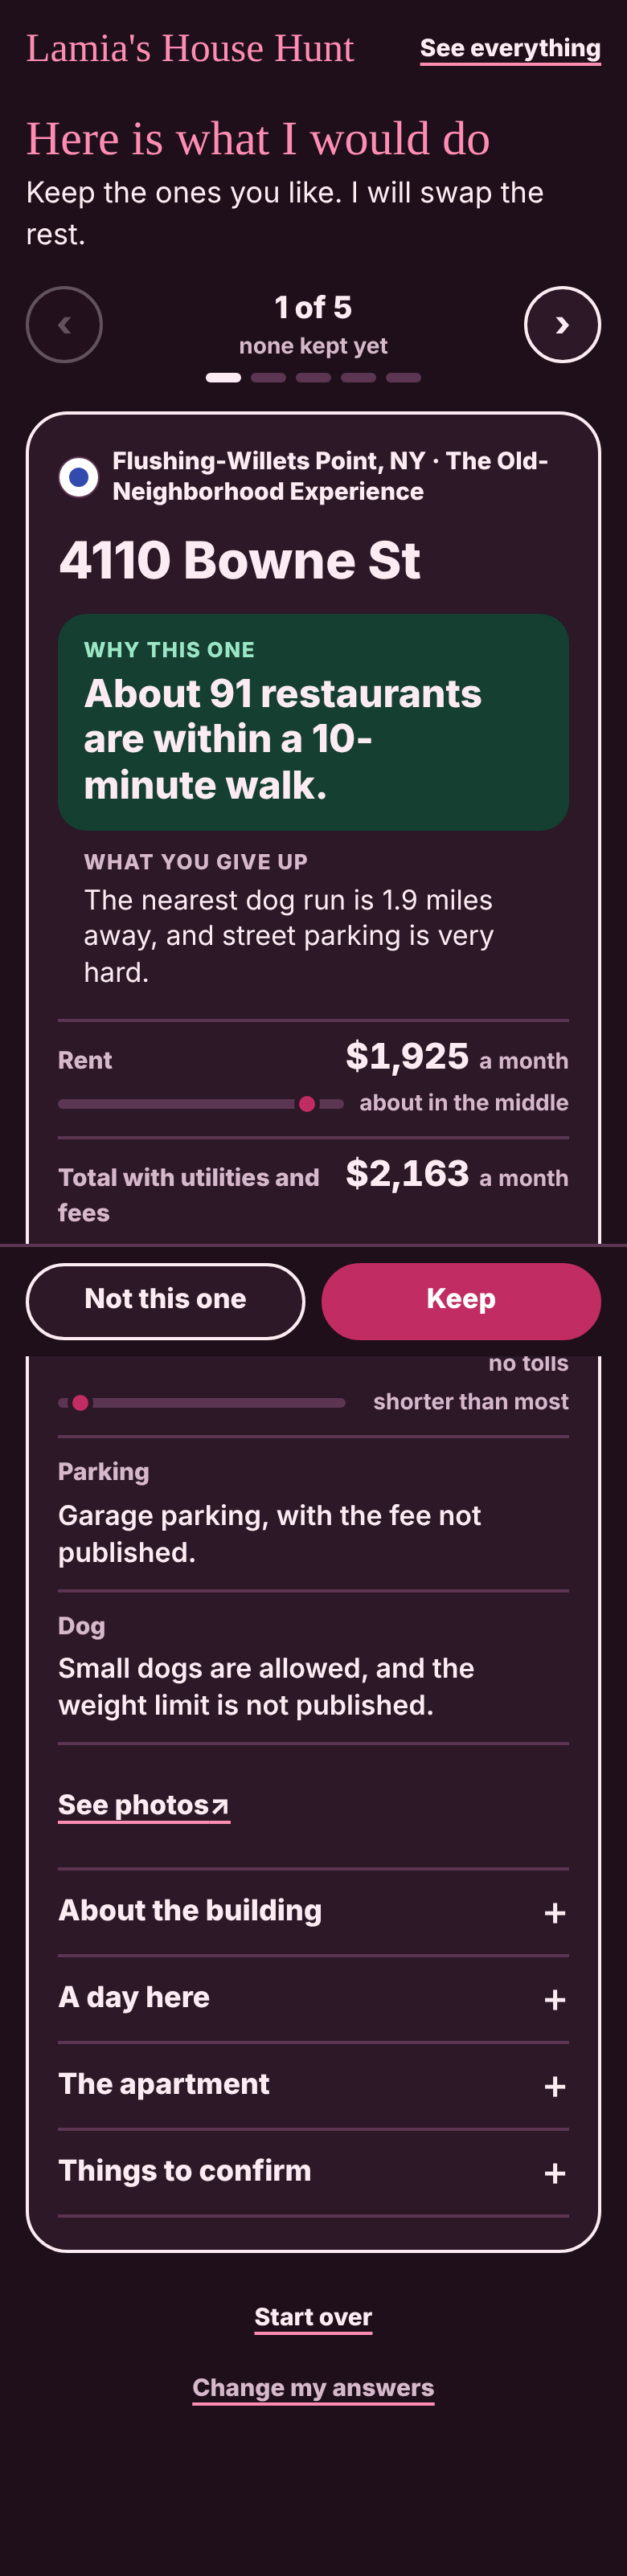 Lamia's House Hunt
See everything
Here is what I would do
Keep the ones you like. I will swap the
rest.
‹
1 of 5
›
none kept yet
Flushing-Willets Point, NY · The Old-
Neighborhood Experience
4110 Bowne St
WHY THIS ONE
About 91 restaurants
are within a 10-
minute walk.
WHAT YOU GIVE UP
The nearest dog run is 1.9 miles
away, and street parking is very
hard.
Rent
$1,925 a month
about in the middle
Total with utilities and
fees
$2,163 a month
Not this one
Keep
no tolls
shorter than most
Parking
Garage parking, with the fee not
published.
Dog
Small dogs are allowed, and the
weight limit is not published.
See photos↗
About the building +
A day here +
The apartment +
Things to confirm +
Start over
Change my answers